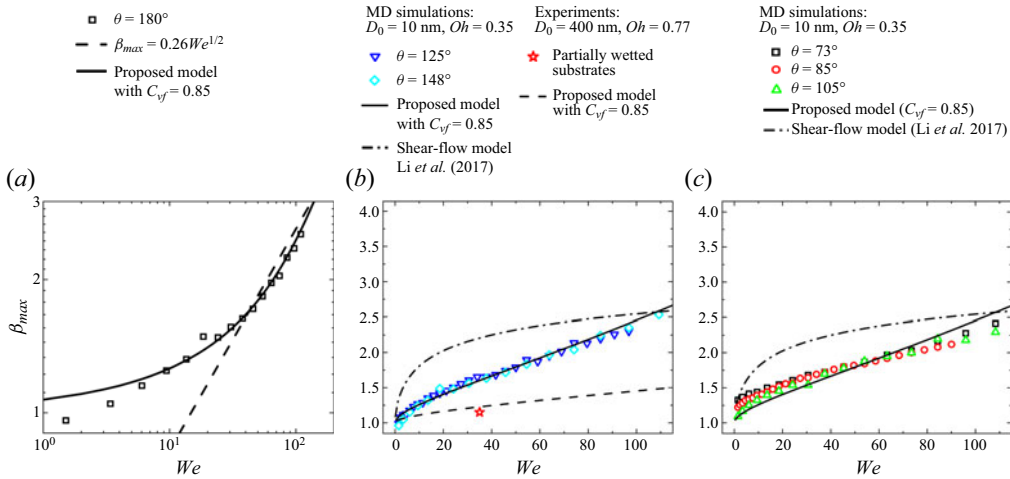 θ = 180°
β_max = 0.26We^1/2
Proposed model
with C_vf = 0.85
MD simulations:
D_0 = 10 nm, Oh = 0.35
θ = 125°
θ = 148°
Proposed model
with C_vf = 0.85
Shear-flow model
Li et al. (2017)
Experiments:
D_0 = 400 nm, Oh = 0.77
Partially wetted
substrates
Proposed model
with C_vf = 0.85
MD simulations:
D_0 = 10 nm, Oh = 0.35
θ = 73°
θ = 85°
θ = 105°
Proposed model (C_vf = 0.85)
Shear-flow model (Li et al. 2017)
(a)
3
2
1
β_max
10^0
10^1
10^2
We
(b)
4.0
3.5
3.0
2.5
2.0
1.5
1.0
0 20 40 60 80 100
We
(c)
4.0
3.5
3.0
2.5
2.0
1.5
1.0
0 20 40 60 80 100
We